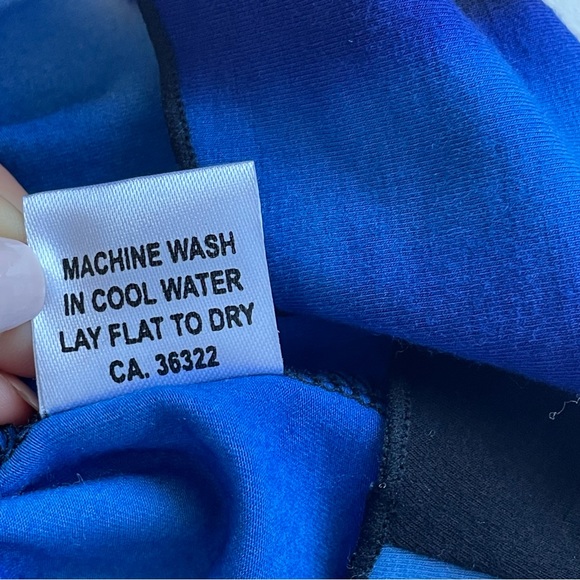 MACHINE WASH
IN COOL WATER
LAY FLAT TO DRY
CA. 36322